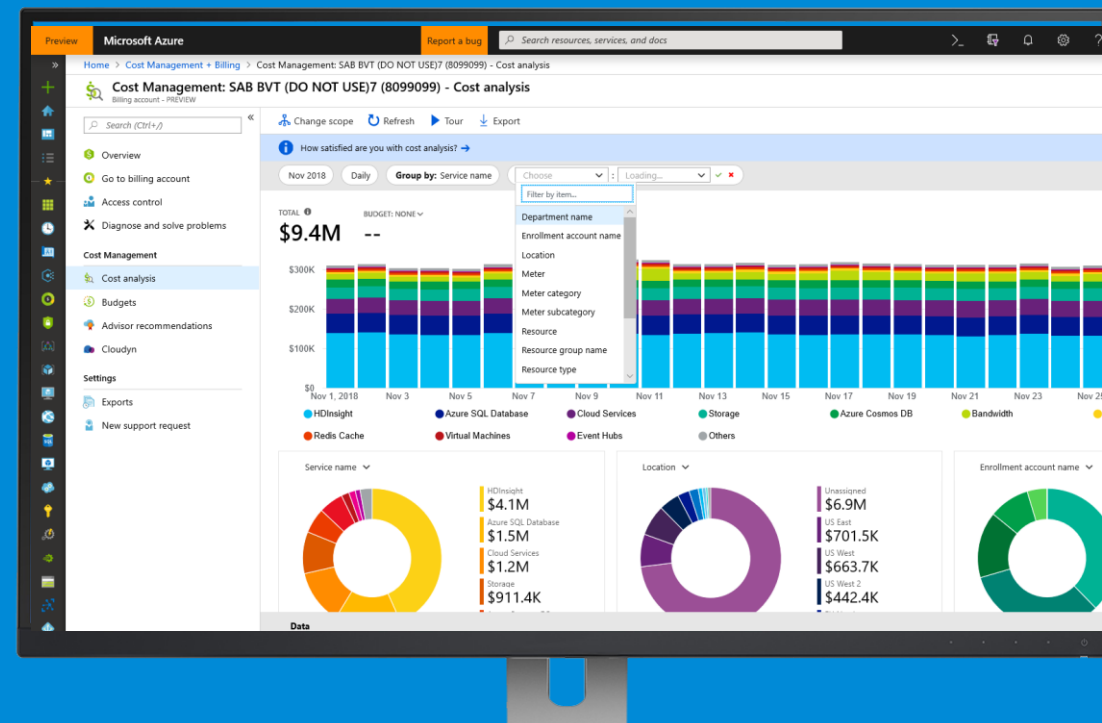 Preview Microsoft Azure Report a bug Search resources, services, and docs ?
» Home > Cost Management + Billing > Cost Management: SAB BVT (DO NOT USE)7 (8099099) - Cost analysis
Cost Management: SAB BVT (DO NOT USE)7 (8099099) - Cost analysis
Billing account - PREVIEW
Search (Ctrl+/) «
Overview
Go to billing account
Access control
Diagnose and solve problems
Cost Management
Cost analysis
Budgets
Advisor recommendations
Cloudyn
Settings
Exports
New support request
Change scope Refresh Tour Export
How satisfied are you with cost analysis? →
Nov 2018 Daily Group by: Service name Choose : Loading...
Filter by item...
Department name
Enrollment account name
Location
Meter
Meter category
Meter subcategory
Resource
Resource group name
Resource type
TOTAL BUDGET: NONE
$9.4M --
$300K
$200K
$100K
$0
Nov 1, 2018 Nov 3 Nov 5 Nov 7 Nov 9 Nov 11 Nov 13 Nov 15 Nov 17 Nov 19 Nov 21 Nov 23 Nov 25
HDInsight Azure SQL Database Cloud Services Storage Azure Cosmos DB Bandwidth
Redis Cache Virtual Machines Event Hubs Others
Service name
HDInsight
$4.1M
Azure SQL Database
$1.5M
Cloud Services
$1.2M
Storage
$911.4K
Location
Unassigned
$6.9M
US East
$701.5K
US West
$663.7K
US West 2
$442.4K
Enrollment account name
Data